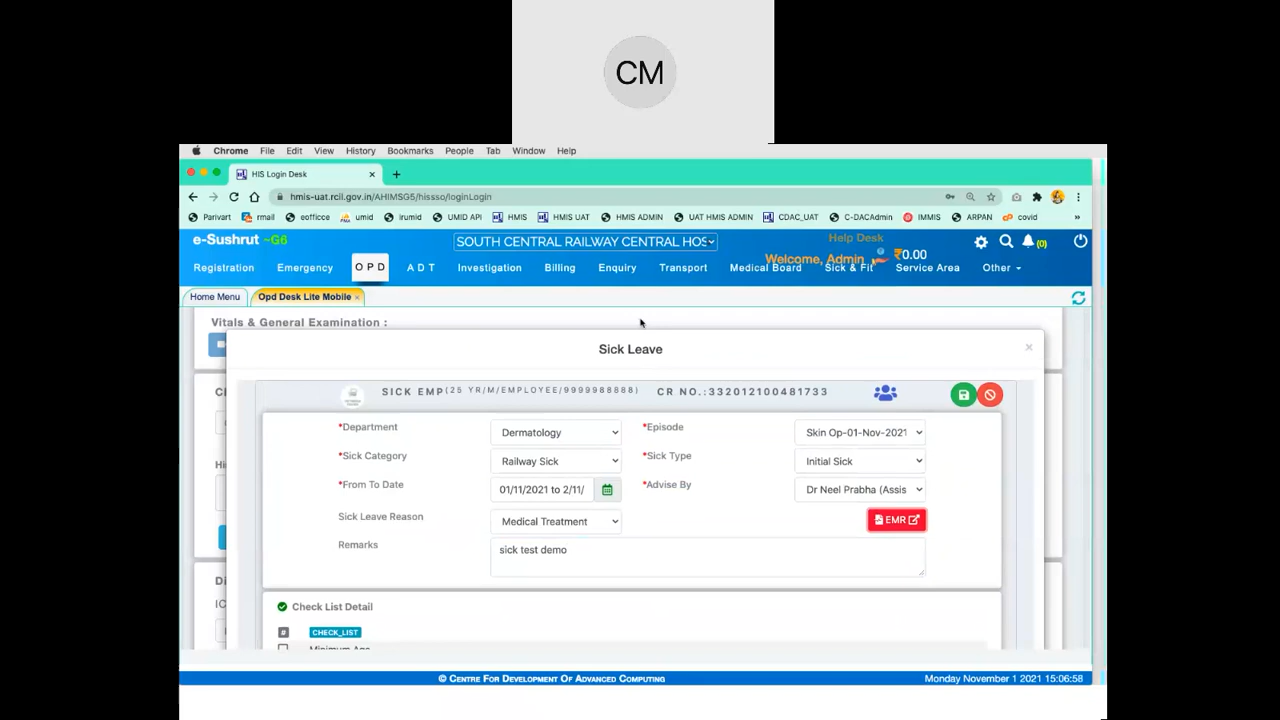 CM
Chrome File Edit View History Bookmarks People Tab Window Help
HIS Login Desk
hmis-uat.rcil.gov.in/AHIMSG5/hissso/loginLogin
Parivart rmail eofficce umid irumid UMID API HMIS HMIS UAT HMIS ADMIN UAT HMIS ADMIN CDAC_UAT C-DACAdmin IMMIS ARPAN covid »
e-Sushrut ~G6 SOUTH CENTRAL RAILWAY CENTRAL HOS Help Desk (0)
Welcome, Admin ₹0.00
Registration Emergency OPD ADT Investigation Billing Enquiry Transport Medical Board Sick & Fit Service Area Other
Home Menu Opd Desk Lite Mobile ×
Vitals & General Examination :
Sick Leave ×
SICK EMP(25 YR/M/EMPLOYEE/9999988888) CR NO.:332012100481733
*Department Dermatology *Episode Skin Op-01-Nov-2021
*Sick Category Railway Sick *Sick Type Initial Sick
*From To Date 01/11/2021 to 2/11/ *Advise By Dr Neel Prabha (Assis
Sick Leave Reason Medical Treatment EMR
Remarks sick test demo
Check List Detail
# CHECK_LIST
Minimum Age
© CENTRE FOR DEVELOPMENT OF ADVANCED COMPUTING Monday November 1 2021 15:06:58